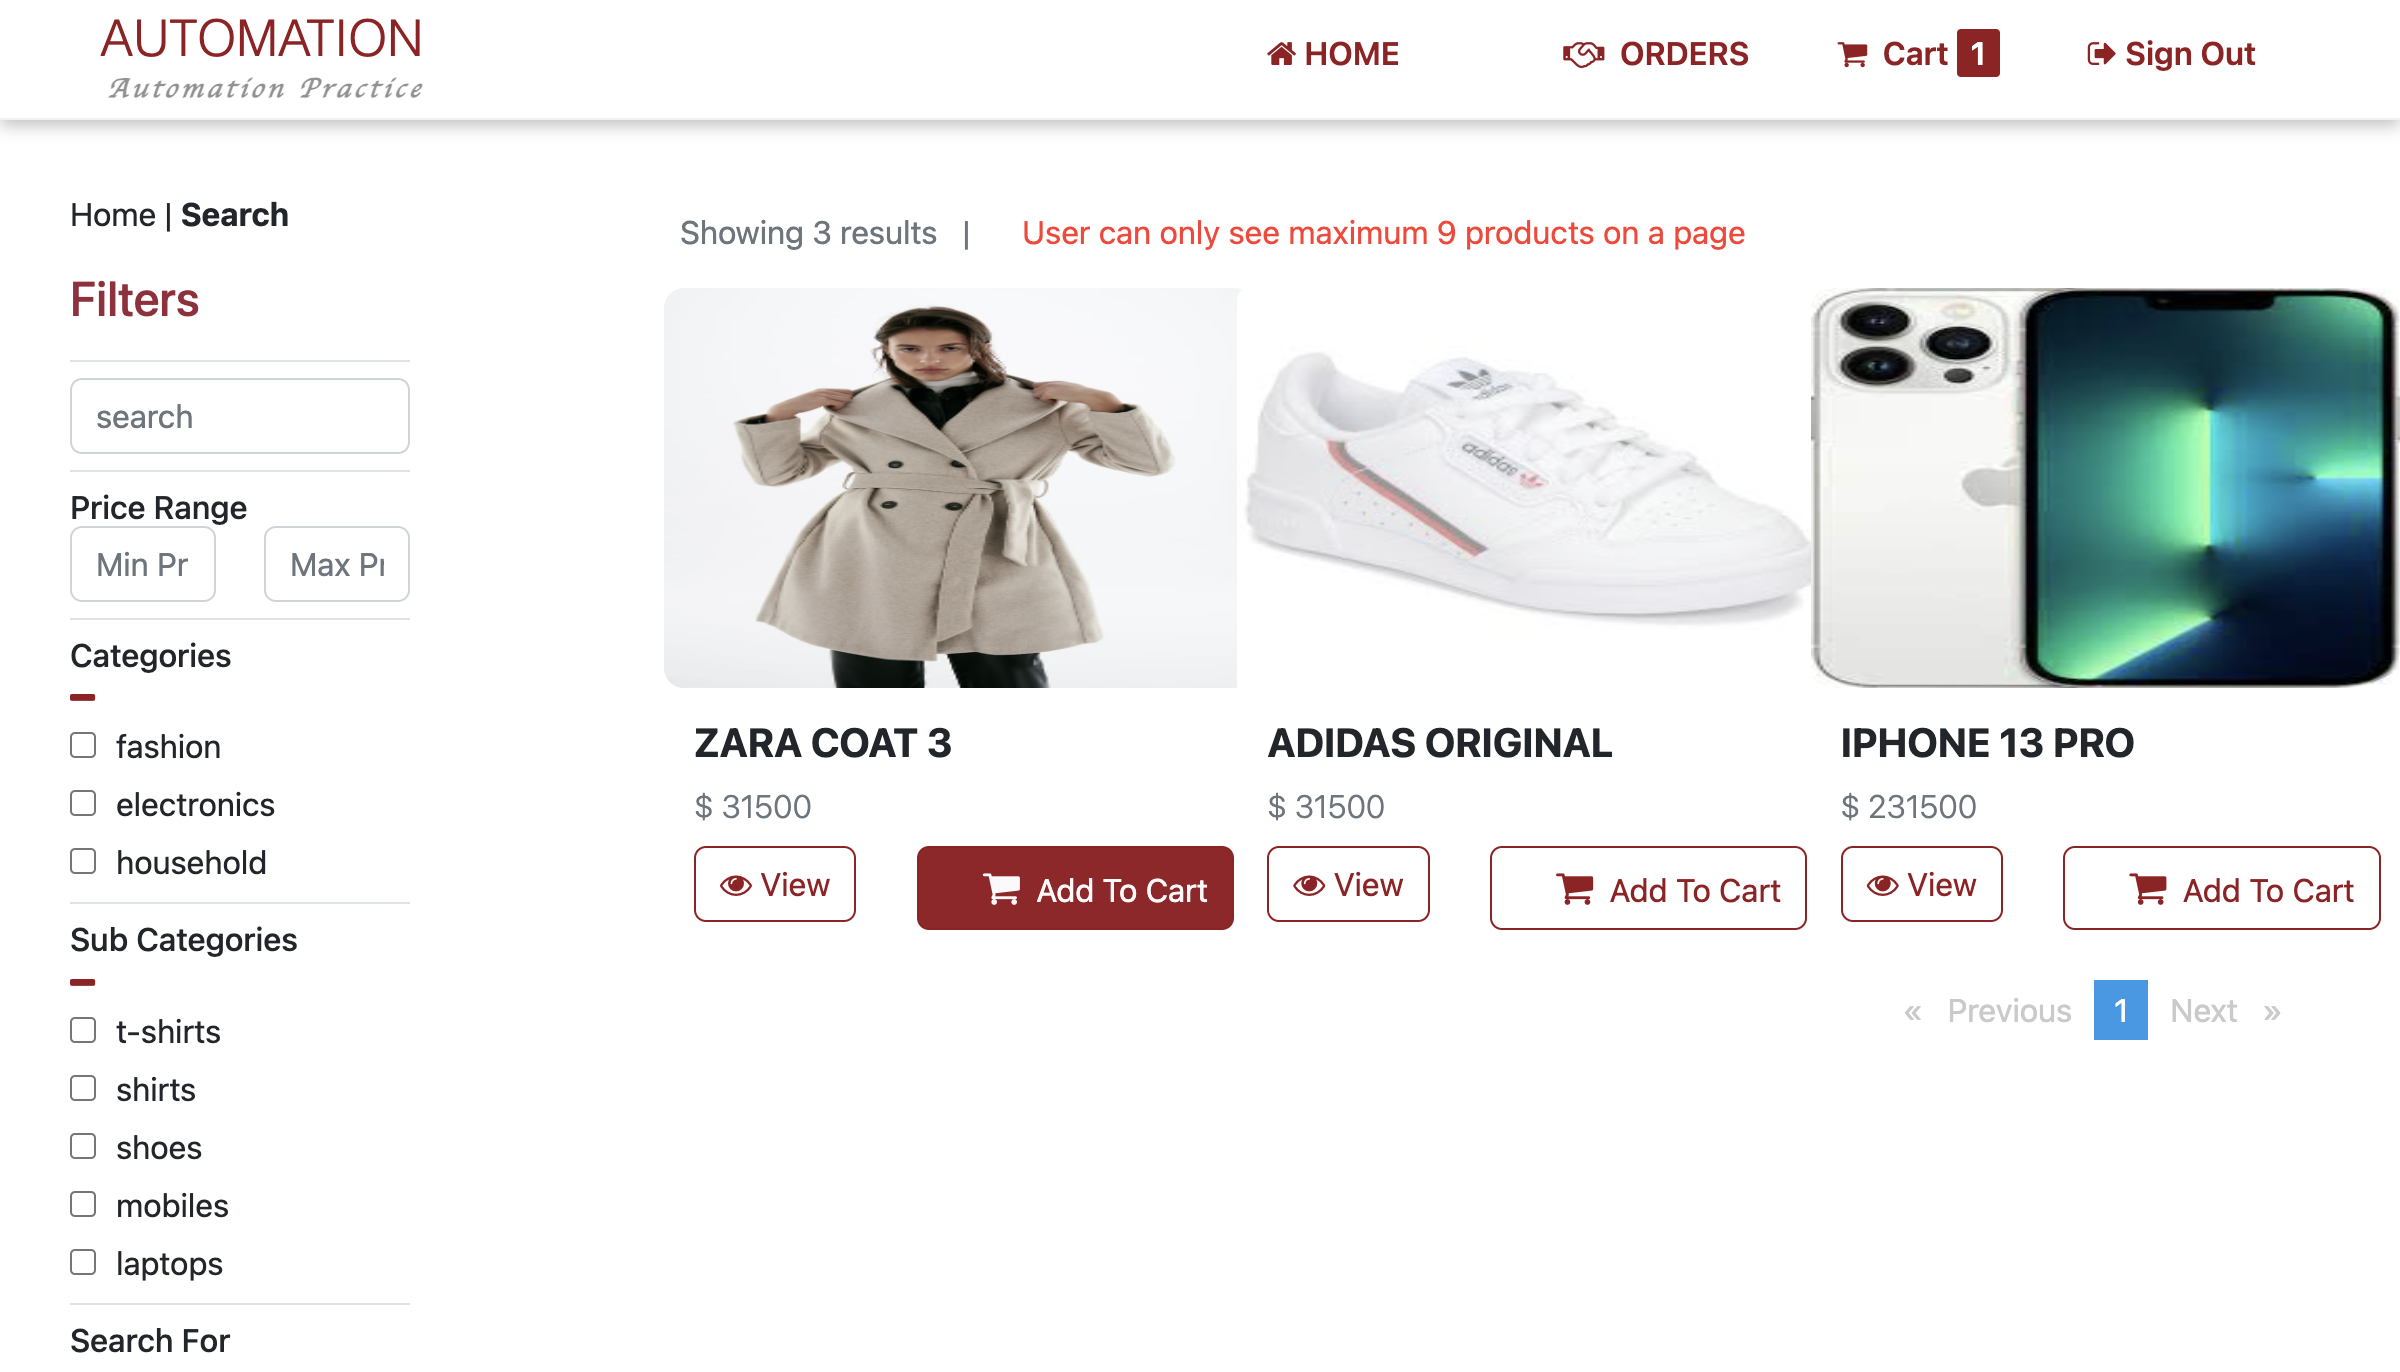 AUTOMATION
Automation Practice
HOME
ORDERS
Cart 1
Sign Out
Home | Search
Filters
search
Price Range
Min Pr
Max Pr
Categories
fashion
electronics
household
Sub Categories
t-shirts
shirts
shoes
mobiles
laptops
Search For
Showing 3 results |
User can only see maximum 9 products on a page
adidas
adidas
ZARA COAT 3
$ 31500
View
Add To Cart
ADIDAS ORIGINAL
$ 31500
View
Add To Cart
IPHONE 13 PRO
$ 231500
View
Add To Cart
« Previous 1 Next »